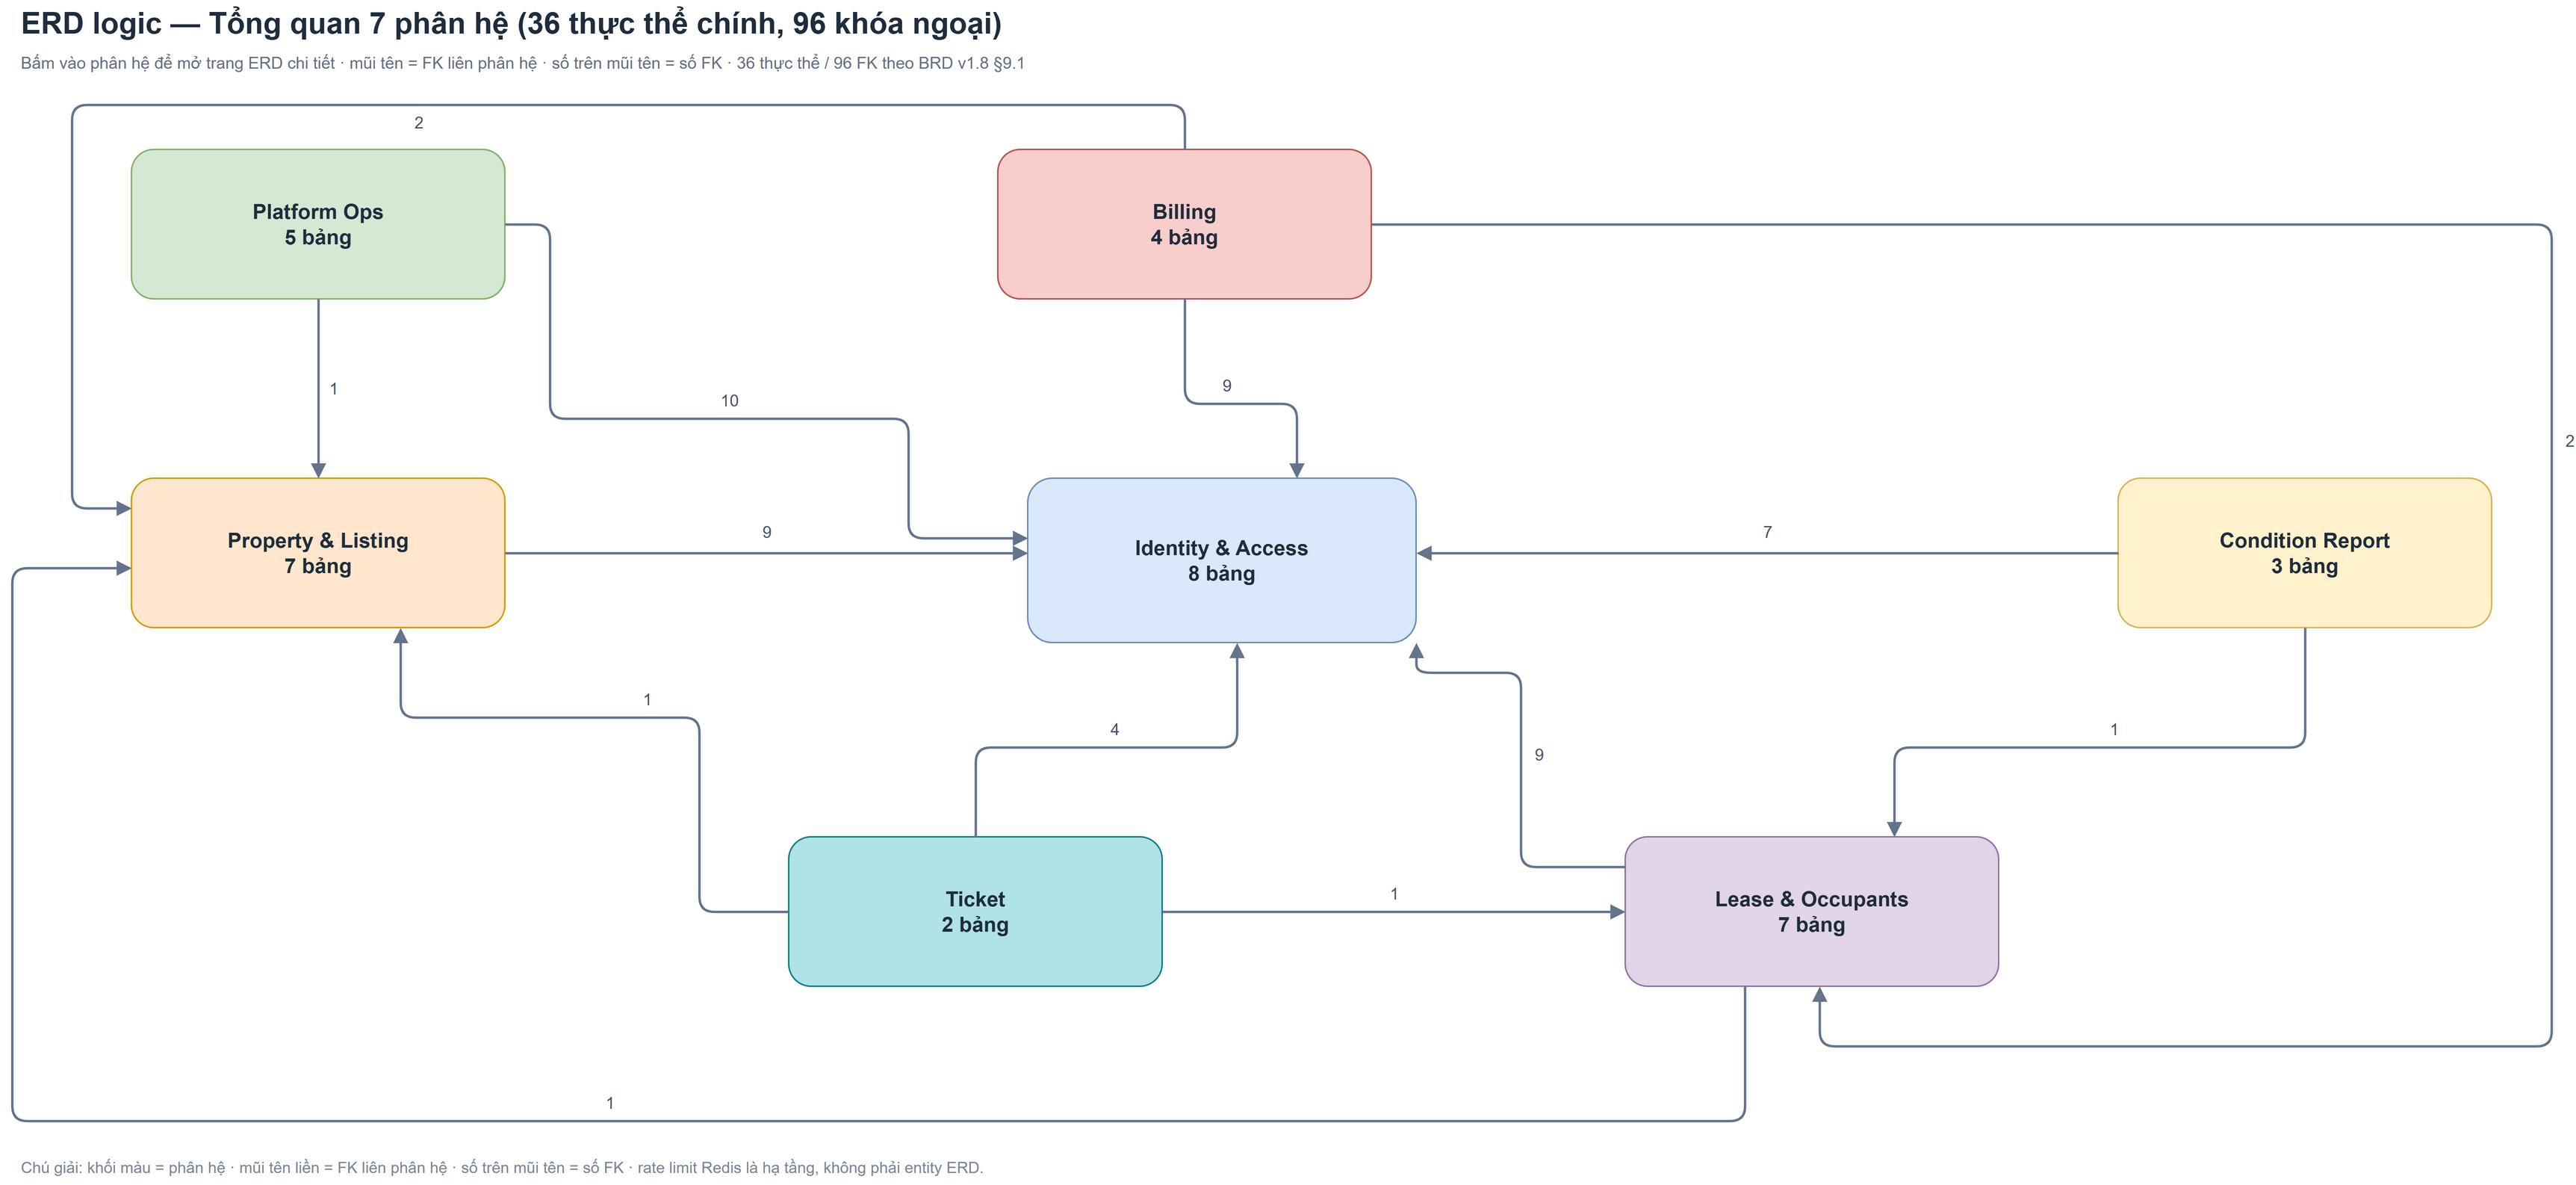 ERD logic — Tổng quan 7 phân hệ (36 thực thể chính, 96 khóa ngoại)
Bấm vào phân hệ để mở trang ERD chi tiết · mũi tên = FK liên phân hệ · số trên mũi tên = số FK · 36 thực thể / 96 FK theo BRD v1.8 §9.1
2
Platform Ops
5 bảng
Billing
4 bảng
1
10
9
2
Property & Listing
7 bảng
9
Identity & Access
8 bảng
7
Condition Report
3 bảng
1
4
9
1
Ticket
2 bảng
1
Lease & Occupants
7 bảng
1
Chú giải: khối màu = phân hệ · mũi tên liền = FK liên phân hệ · số trên mũi tên = số FK · rate limit Redis là hạ tầng, không phải entity ERD.